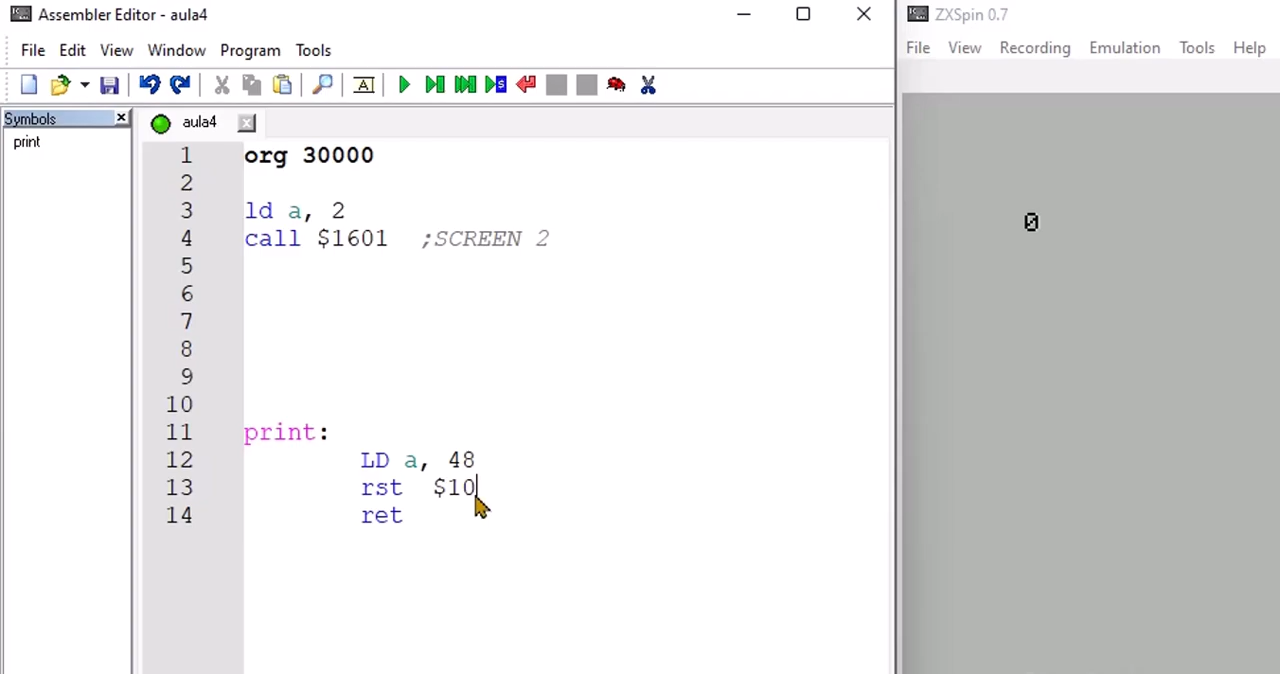 Assembler Editor - aula4
File Edit View Window Program Tools
Symbols
print
aula4
1 org 30000
2
3 ld a, 2
4 call $1601 ;SCREEN 2
5
6
7
8
9
10
11 print:
12 LD a, 48
13 rst $10
14 ret
ZXSpin 0.7
File View Recording Emulation Tools Help
0